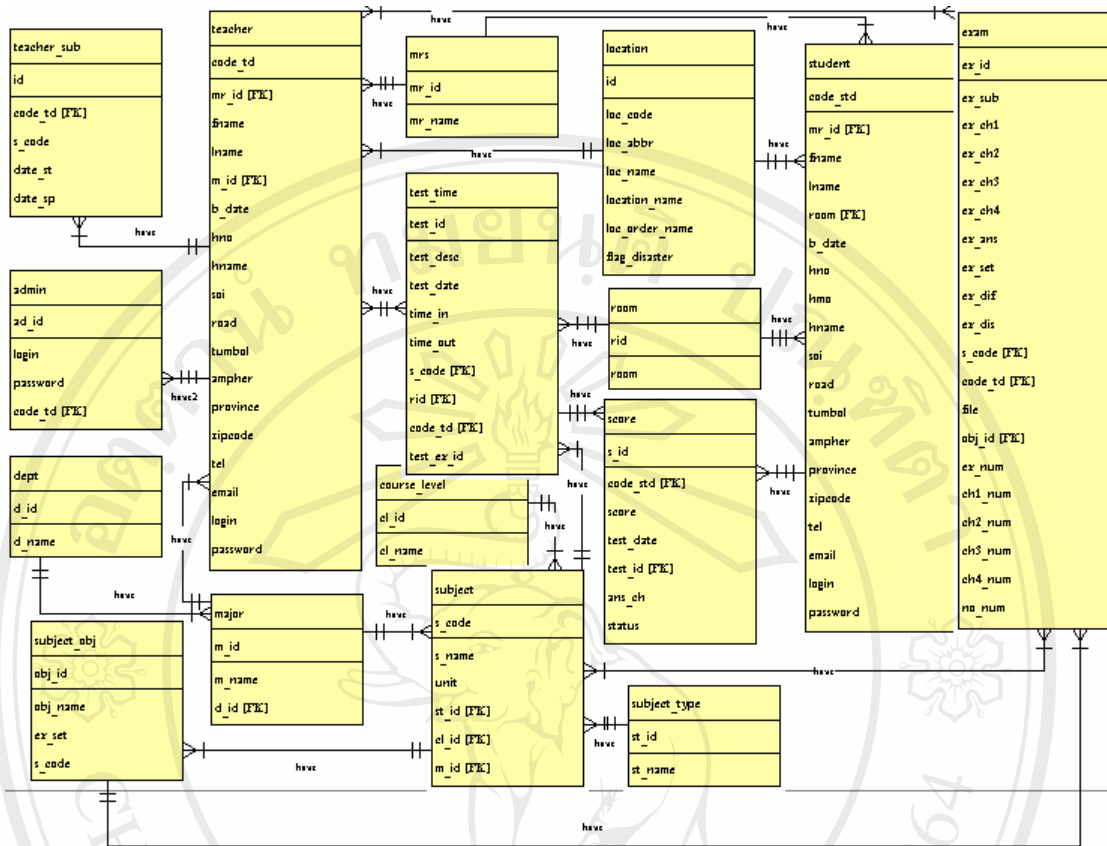 teacher_sub
id
code_td [FK]
s_code
date_st
date_sp
have
admin
ad_id
login
password
code_td [FK]
have2
dept
d_id
d_name
have
have
subject_obj
obj_id
obj_name
ex_set
s_code
teacher
code_td
mr_id [FK]
fname
lname
m_id [FK]
b_date
hno
hname
soi
road
tumbol
ampher
province
zipcode
tel
email
login
password
major
m_id
m_name
d_id [FK]
have
have
mrs
mr_id
mr_name
have
have
have
test_time
test_id
test_desc
test_date
time_in
time_out
s_code [FK]
rid [FK]
code_td [FK]
test_ex_id
have
course_level
cl_id
cl_name
have
subject
s_code
s_name
unit
st_id [FK]
cl_id [FK]
m_id [FK]
have
location
id
loc_code
loc_abbr
loc_name
location_name
loc_order_name
flag_disaster
have
have
room
rid
room
have
have
score
s_id
code_std [FK]
score
test_date
test_id [FK]
ans_ch
status
have
have
have
subject_type
st_id
st_name
have
have
student
code_std
mr_id [FK]
fname
lname
room [FK]
b_date
hno
hmo
hname
soi
road
tumbol
ampher
province
zipcode
tel
email
login
password
have
exam
ex_id
ex_sub
ex_ch1
ex_ch2
ex_ch3
ex_ch4
ex_ans
ex_set
ex_dif
ex_dis
s_code [FK]
code_td [FK]
file
obj_id [FK]
ex_num
ch1_num
ch2_num
ch3_num
ch4_num
no_num
have
964